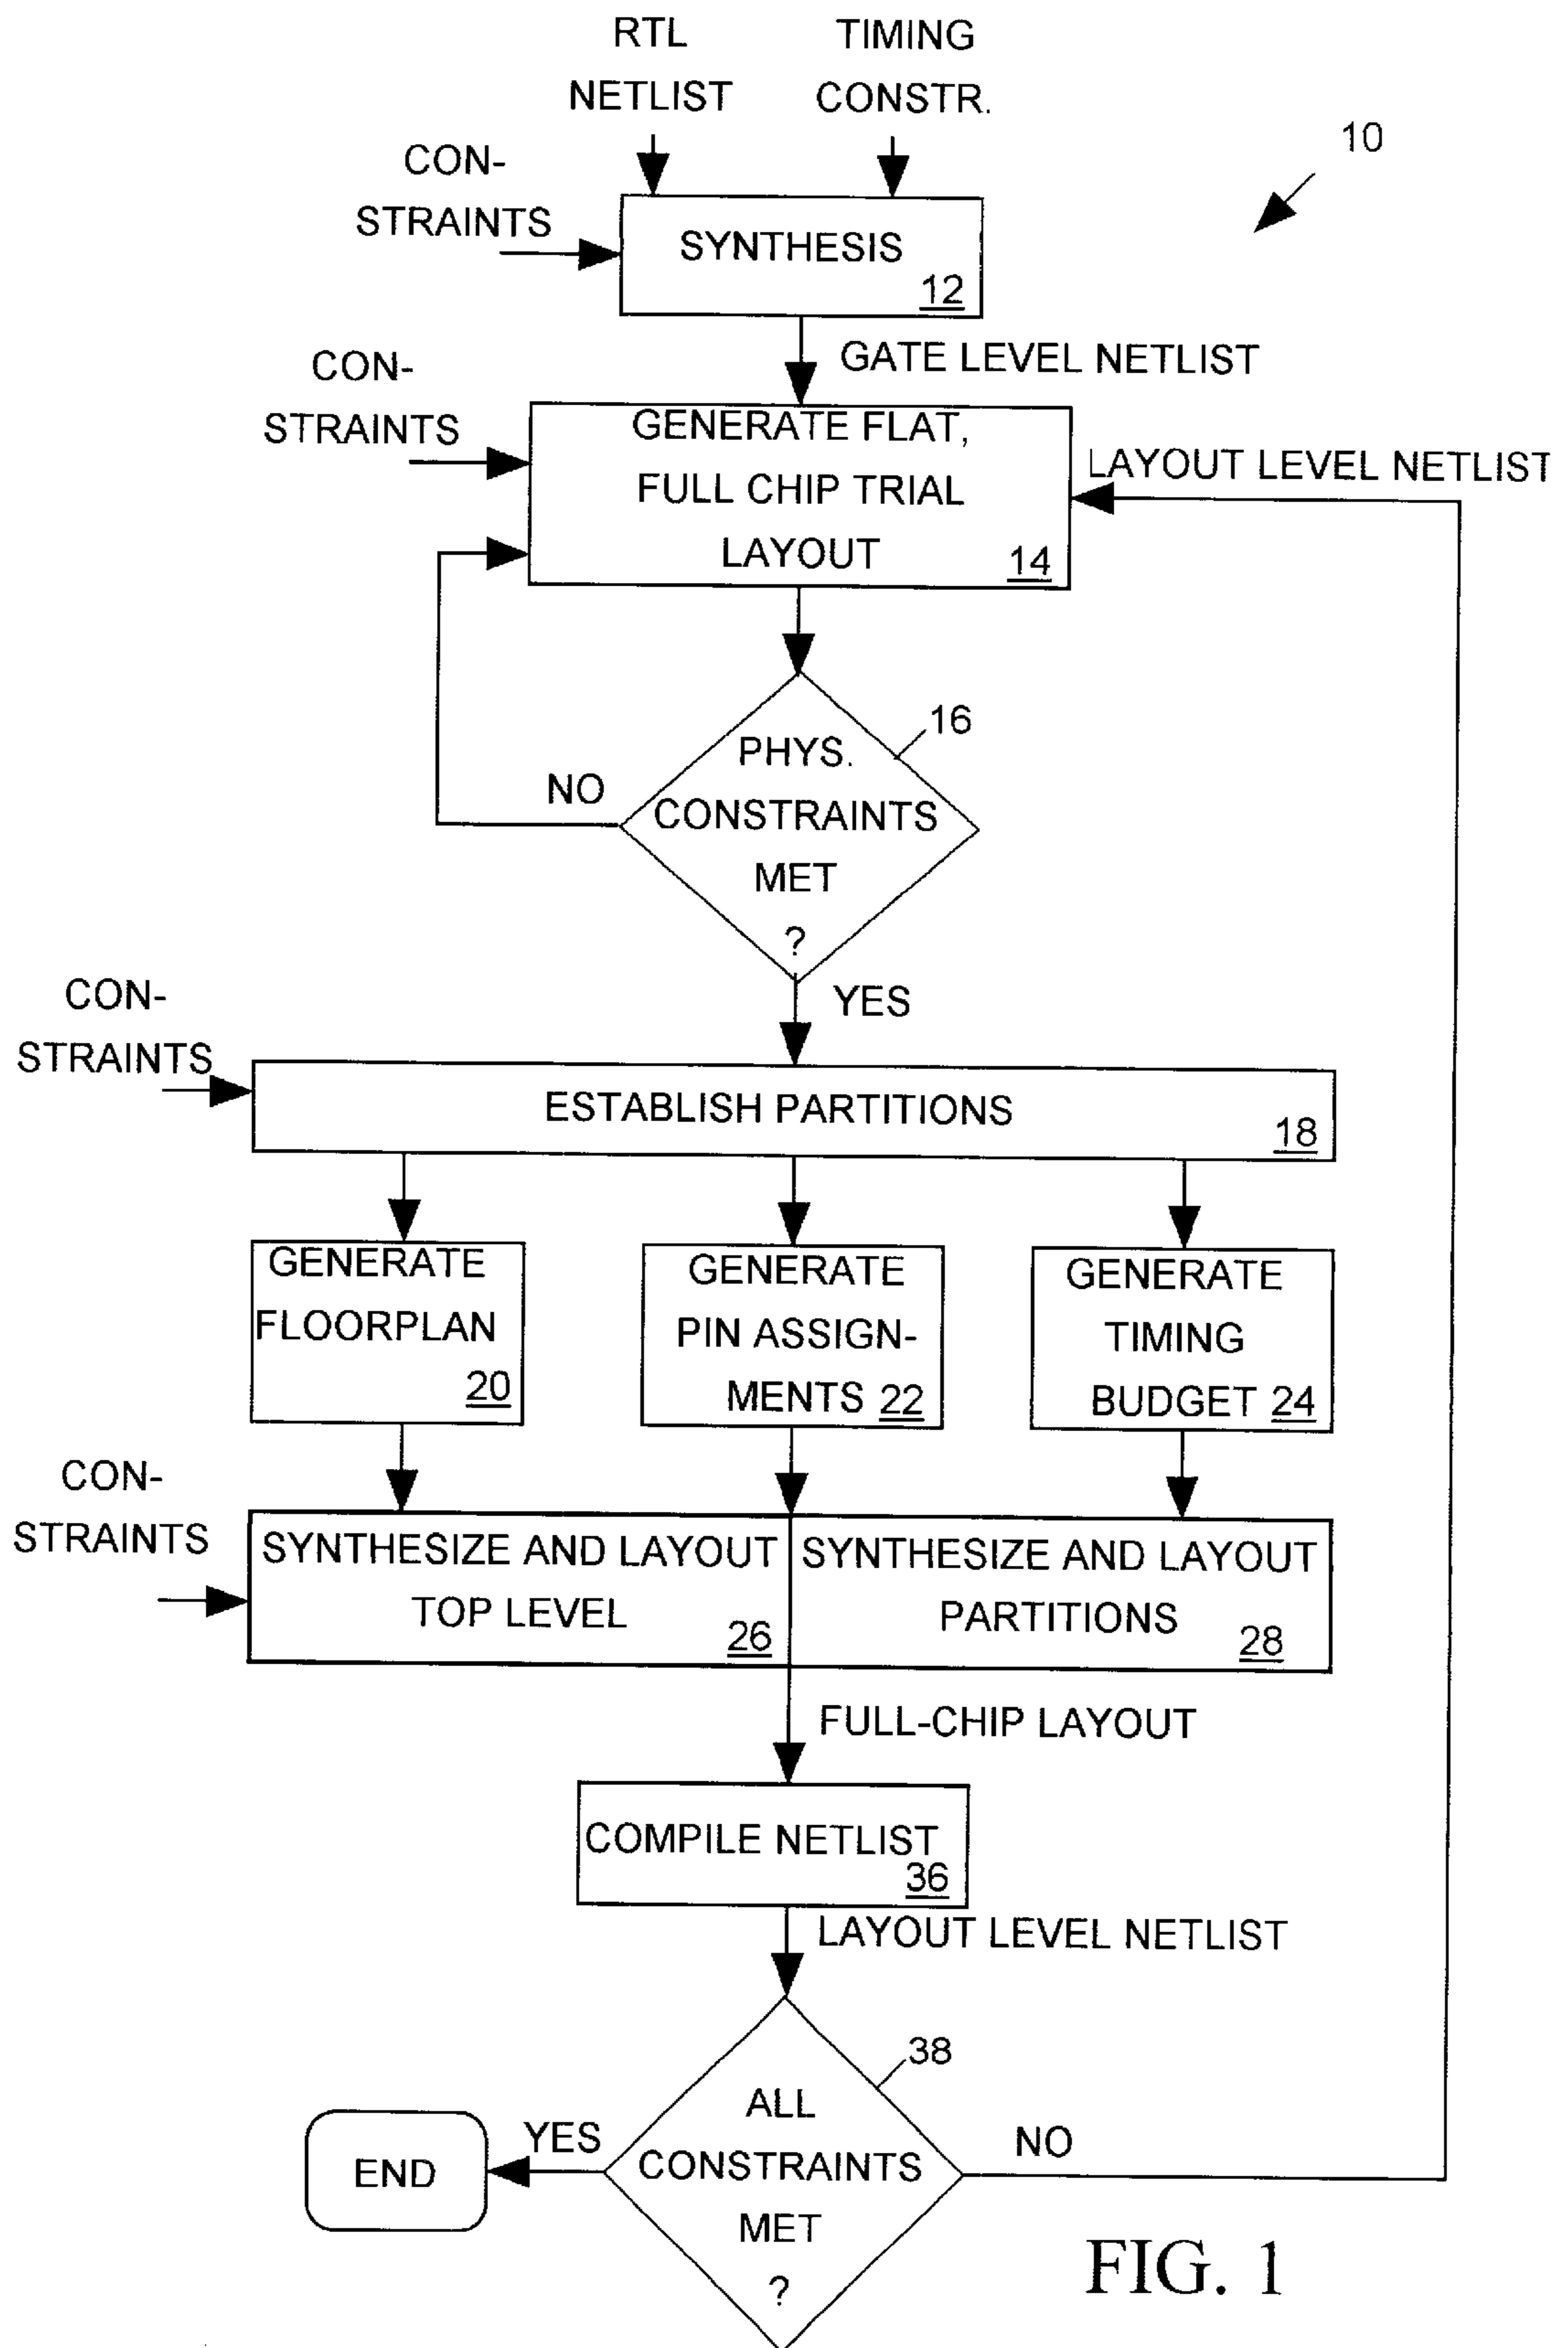 RTL
NETLIST
TIMING
CONSTR.
10
CON-
STRAINTS
SYNTHESIS
12
GATE LEVEL NETLIST
CON-
STRAINTS
GENERATE FLAT,
FULL CHIP TRIAL
LAYOUT
14
LAYOUT LEVEL NETLIST
16
PHYS.
CONSTRAINTS
MET
?
NO
YES
CON-
STRAINTS
ESTABLISH PARTITIONS
18
GENERATE
FLOORPLAN
20
GENERATE
PIN ASSIGN-
MENTS 22
GENERATE
TIMING
BUDGET 24
CON-
STRAINTS
SYNTHESIZE AND LAYOUT
TOP LEVEL
26
SYNTHESIZE AND LAYOUT
PARTITIONS
28
FULL-CHIP LAYOUT
COMPILE NETLIST
36
LAYOUT LEVEL NETLIST
38
ALL
CONSTRAINTS
MET
?
YES
END
NO
FIG. 1